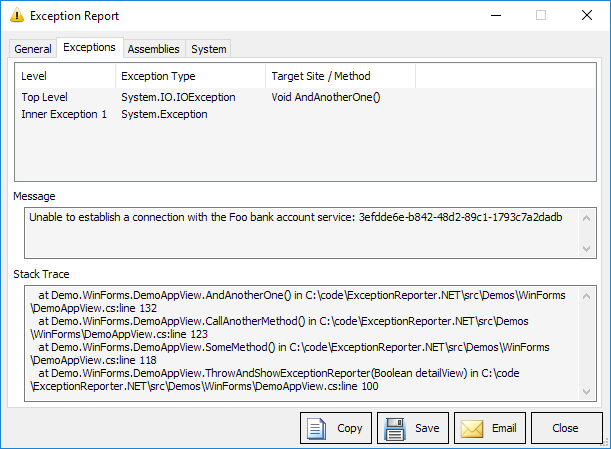 Exception Report
General Exceptions Assemblies System
Level Exception Type Target Site / Method
Top Level System.IO.IOException Void AndAnotherOne()
Inner Exception 1 System.Exception
Message
Unable to establish a connection with the Foo bank account service: 3efdde6e-b842-48d2-89c1-1793c7a2dadb
Stack Trace
at Demo.WinForms.DemoAppView.AndAnotherOne() in C:\code\ExceptionReporter.NET\src\Demos\WinForms
\DemoAppView.cs:line 132
at Demo.WinForms.DemoAppView.CallAnotherMethod() in C:\code\ExceptionReporter.NET\src\Demos
\WinForms\DemoAppView.cs:line 123
at Demo.WinForms.DemoAppView.SomeMethod() in C:\code\ExceptionReporter.NET\src\Demos\WinForms
\DemoAppView.cs:line 118
at Demo.WinForms.DemoAppView.ThrowAndShowExceptionReporter(Boolean detailView) in C:\code
\ExceptionReporter.NET\src\Demos\WinForms\DemoAppView.cs:line 100
Copy Save Email Close